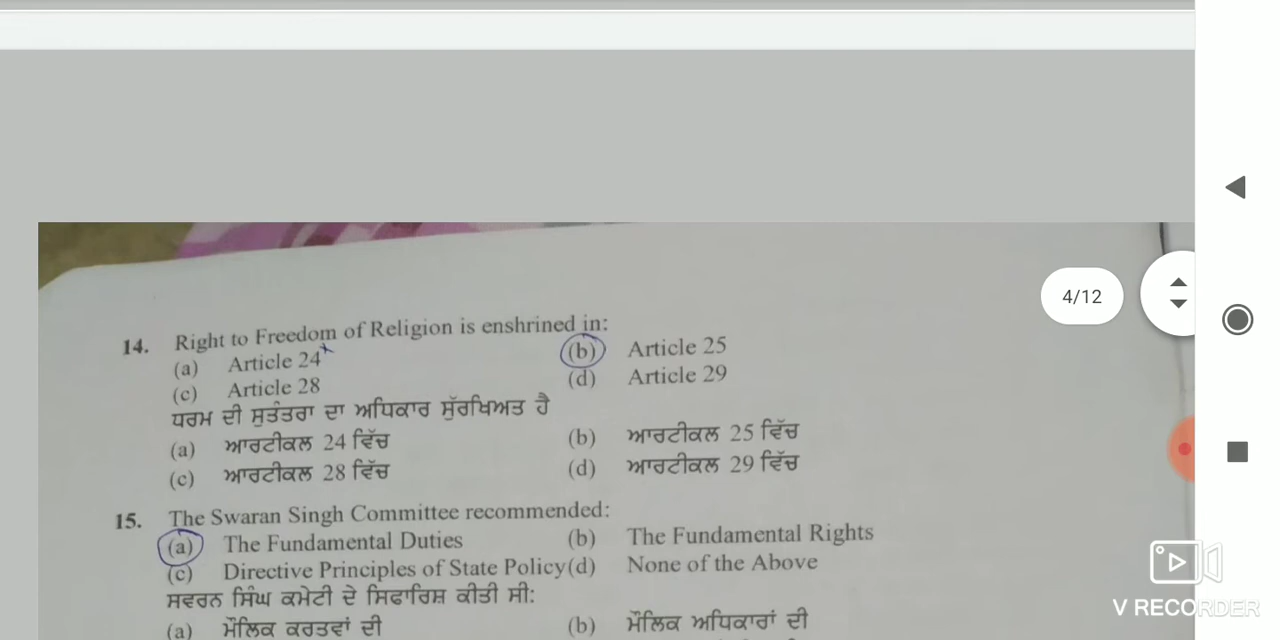 4/12
14. Right to Freedom of Religion is enshrined in:
(a) Article 24 (b) Article 25
(c) Article 28 (d) Article 29
ਧਰਮ ਦੀ ਸੁਤੰਤਰਾ ਦਾ ਅਧਿਕਾਰ ਸੁੱਰਖਿਅਤ ਹੈ
(a) ਆਰਟੀਕਲ 24 ਵਿੱਚ (b) ਆਰਟੀਕਲ 25 ਵਿੱਚ
(c) ਆਰਟੀਕਲ 28 ਵਿੱਚ (d) ਆਰਟੀਕਲ 29 ਵਿੱਚ
15. The Swaran Singh Committee recommended:
(a) The Fundamental Duties (b) The Fundamental Rights
(c) Directive Principles of State Policy (d) None of the Above
ਸਵਰਨ ਸਿੰਘ ਕਮੇਟੀ ਦੇ ਸਿਫਾਰਿਸ਼ ਕੀਤੀ ਸੀ:
(a) ਮੌਲਿਕ ਕਰਤਵਾਂ ਦੀ (b) ਮੌਲਿਕ ਅਧਿਕਾਰਾਂ ਦੀ
V RECORDER